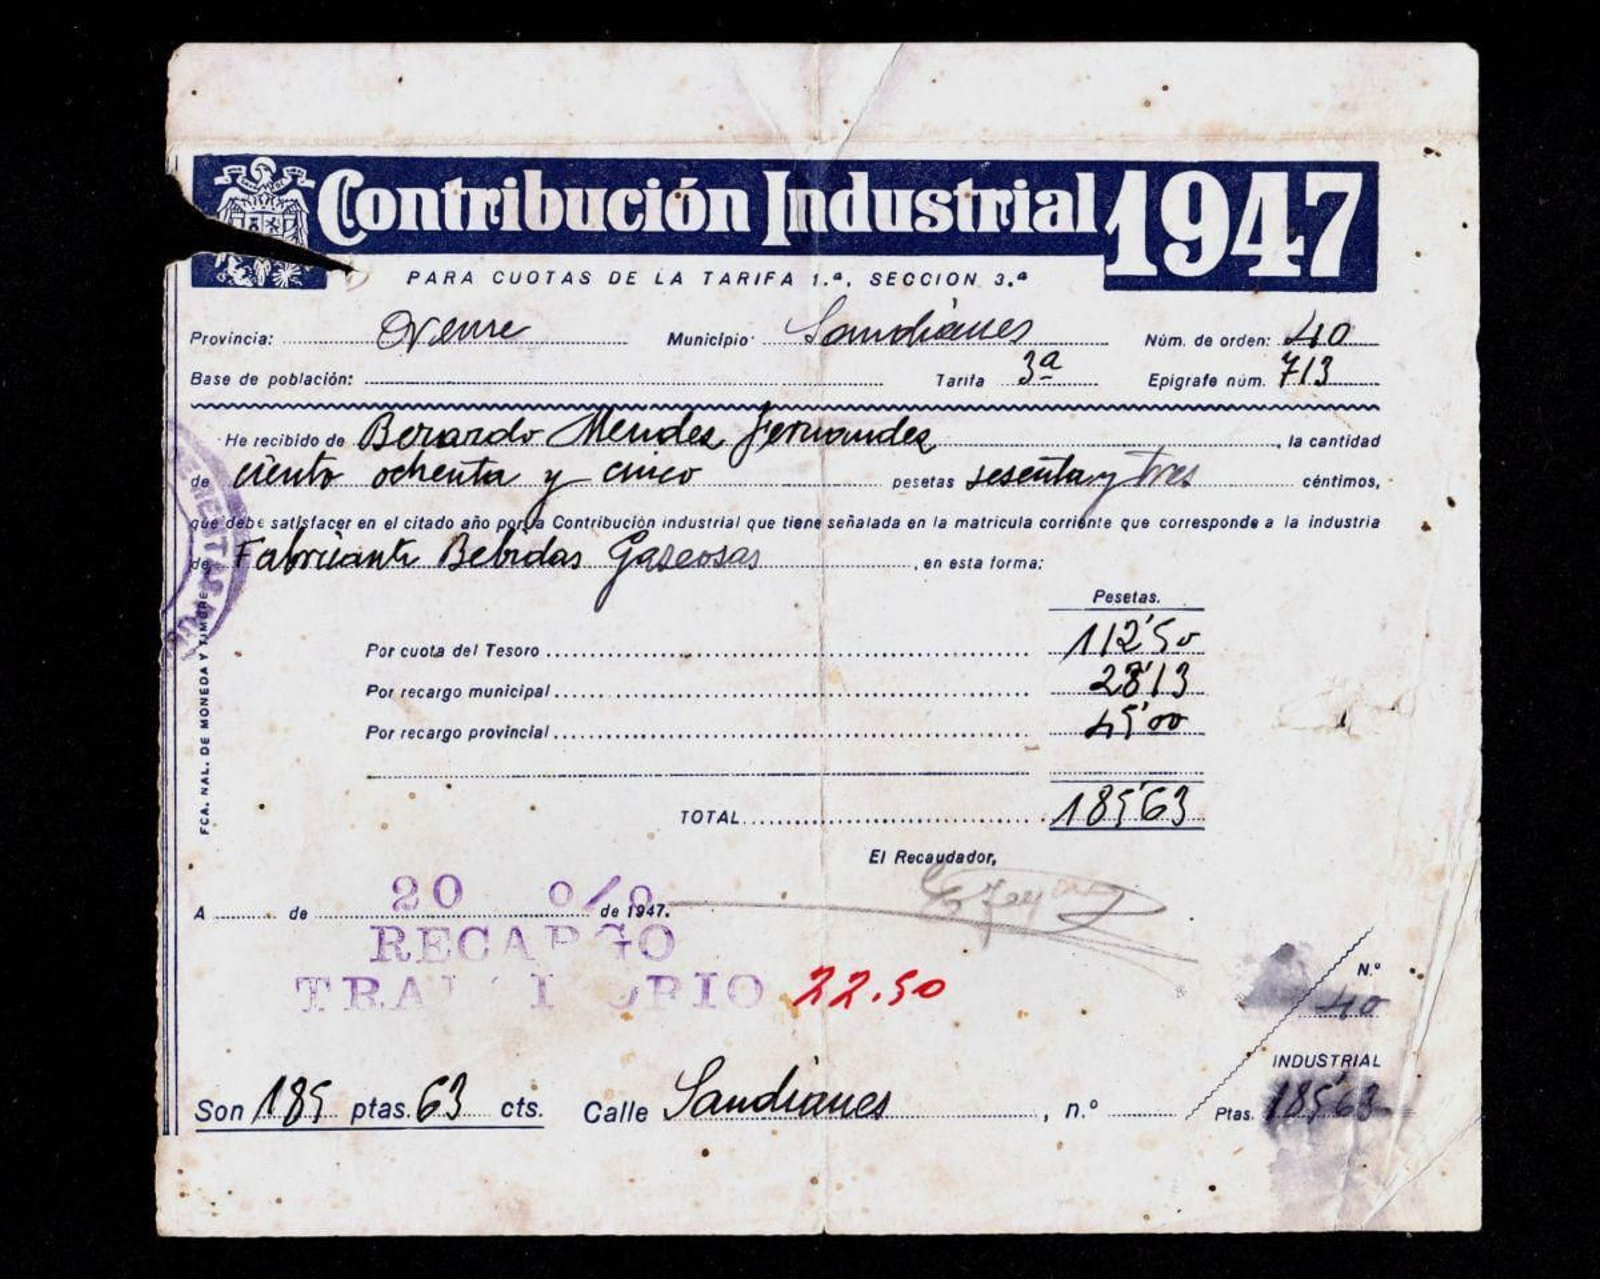 Contribución Industrial 1947
PARA CUOTAS DE LA TARIFA 1.ª, SECCION 3.ª
Provincia: Orense Municipio: Sandianes Núm. de orden: 40
Base de población: Tarifa 3ª Epígrafe núm. 713
He recibido de Berardo Mendez Fernandez, la cantidad
de ciento ochenta y cinco pesetas sesenta y tres céntimos,
que debe satisfacer en el citado año por la Contribución industrial que tiene señalada en la matrícula corriente que corresponde a la industria
de Fabricante Bebidas Gaseosas, en esta forma:
Pesetas.
Por cuota del Tesoro 112'50
Por recargo municipal 28'13
Por recargo provincial 45'00
TOTAL 185'63
El Recaudador,
A de de 1947.
20 o/o
RECARGO
TRANSITORIO 22.50
N.º
40
INDUSTRIAL
Son 185 ptas. 63 cts. Calle Sandianes, n.º Ptas. 185'63
FCA. NAL. DE MONEDA Y TIMBRE